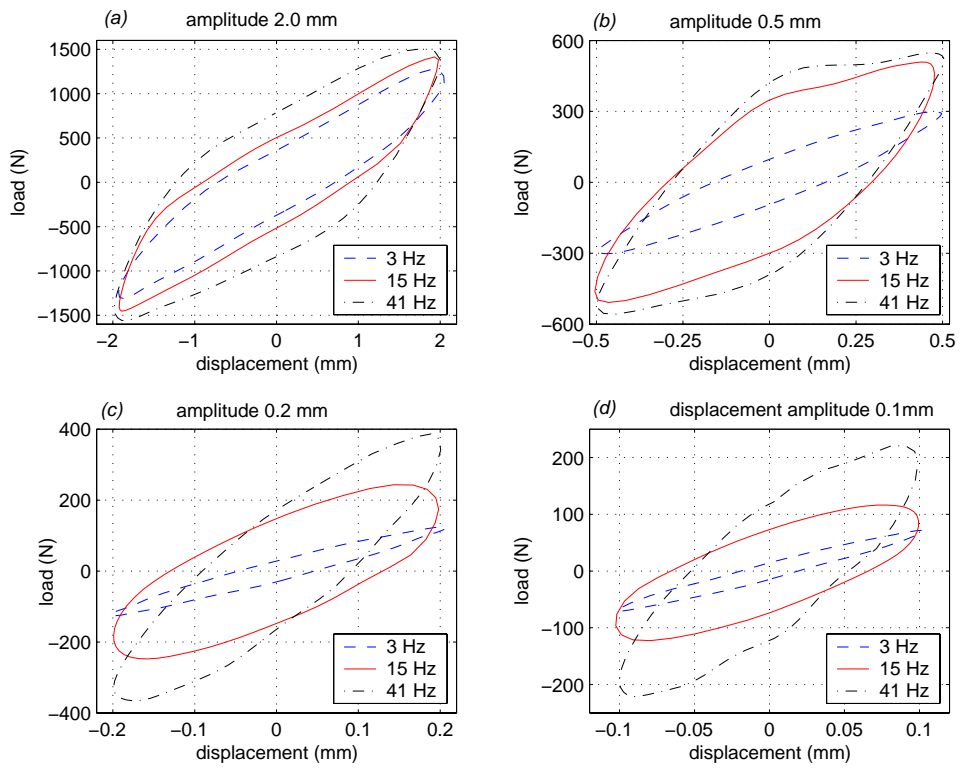 (a) amplitude 2.0 mm
load (N)
1500
1000
500
0
−500
−1000
−1500
−2 −1 0 1 2
displacement (mm)
3 Hz
15 Hz
41 Hz
(b) amplitude 0.5 mm
load (N)
600
300
0
−300
−600
−0.5 −0.25 0 0.25 0.5
displacement (mm)
3 Hz
15 Hz
41 Hz
(c) amplitude 0.2 mm
load (N)
400
200
0
−200
−400
−0.2 −0.1 0 0.1 0.2
displacement (mm)
3 Hz
15 Hz
41 Hz
(d) displacement amplitude 0.1mm
load (N)
200
100
0
−100
−200
−0.1 −0.05 0 0.05 0.1
displacement (mm)
3 Hz
15 Hz
41 Hz